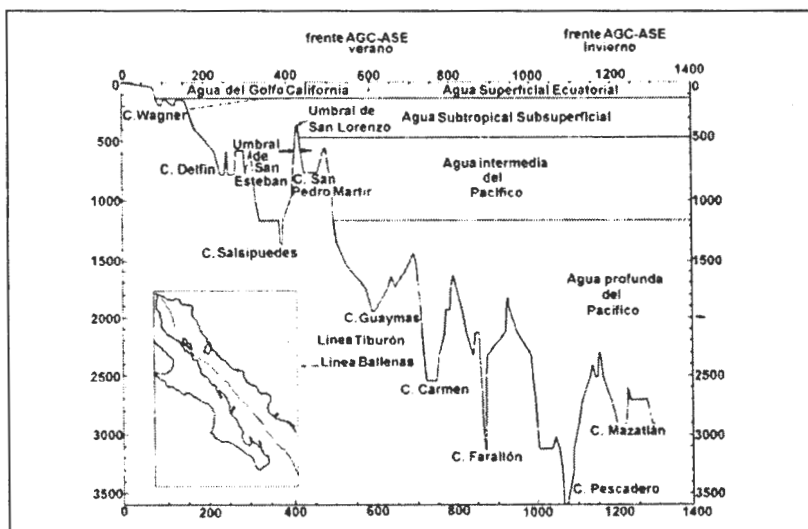 frente AGC-ASE
verano
frente AGC-ASE
Invierno
0 200 400 600 800 1000 1200 1400
Agua del Golfo California
Agua Superficial Ecuatorial
0
C. Wagner
Umbral de
San Lorenzo
Agua Subtropical Subsuperficial
500
500
Umbral
de
San
Esteban
C. Delfin
C. San
Pedro Martir
Agua intermedia
del
Pacífico
1000
1000
C. Salsipuedes
1500
1500
Agua profunda
del
Pacifico
2000
C. Guaymas
Linea Tiburón
Linea Ballenas
2500
2500
C. Carmen
3000
3000
C. Farallón
C. Mazatlán
3500
3500
C. Pescadero
0 200 400 600 800 1000 1200 1400